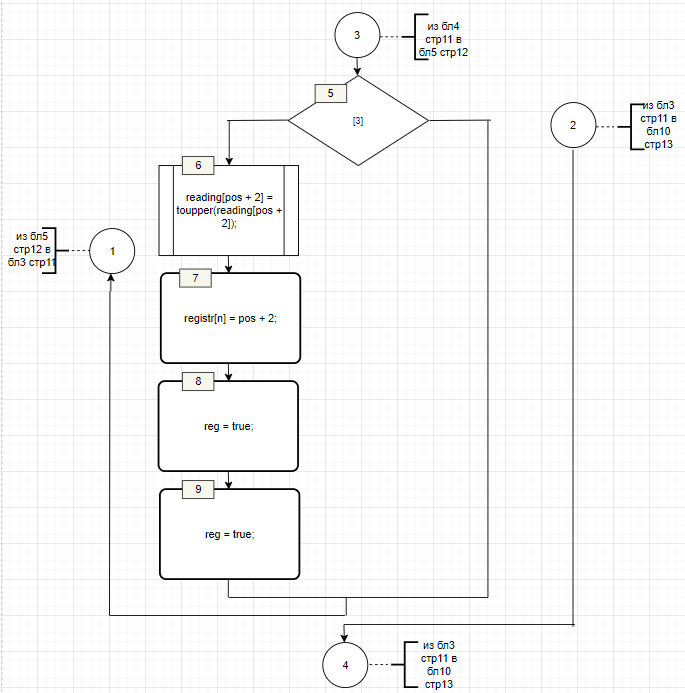 3
из бл4
стр11 в
бл5 стр12
5
[3]
2
из бл3
стр11 в
бл10
стр13
6
reading[pos + 2] =
toupper(reading[pos +
2]);
из бл5
стр12 в
бл3 стр11
1
7
registr[n] = pos + 2;
8
reg = true;
9
reg = true;
4
из бл3
стр11 в
бл10
стр13